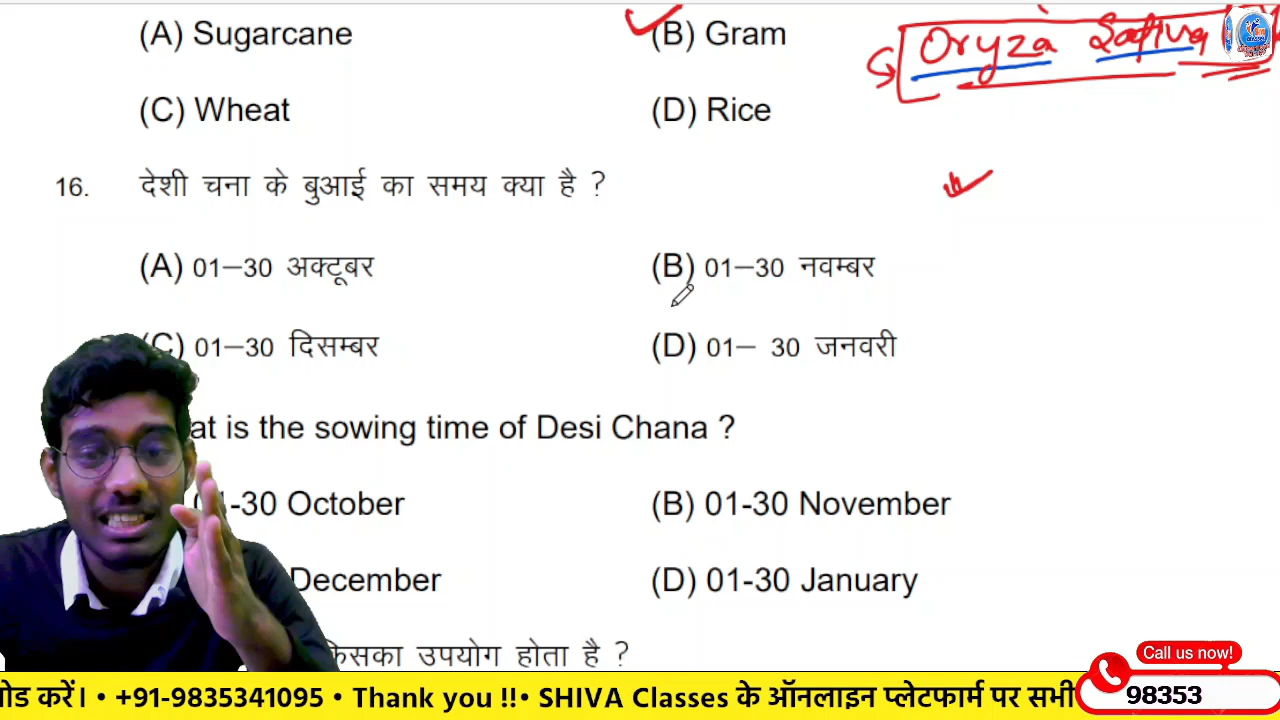 (A) Sugarcane (B) Gram Oryza Sativa
(C) Wheat (D) Rice
16. देशी चना के बुआई का समय क्या है ?
(A) 01–30 अक्टूबर (B) 01–30 नवम्बर
(C) 01–30 दिसम्बर (D) 01– 30 जनवरी
at is the sowing time of Desi Chana ?
01-30 October (B) 01-30 November
December (D) 01-30 January
किसका उपयोग होता है ?
Call us now!
लोड करें। • +91-9835341095 • Thank you !!• SHIVA Classes के ऑनलाइन प्लेटफार्म पर सभी 98353